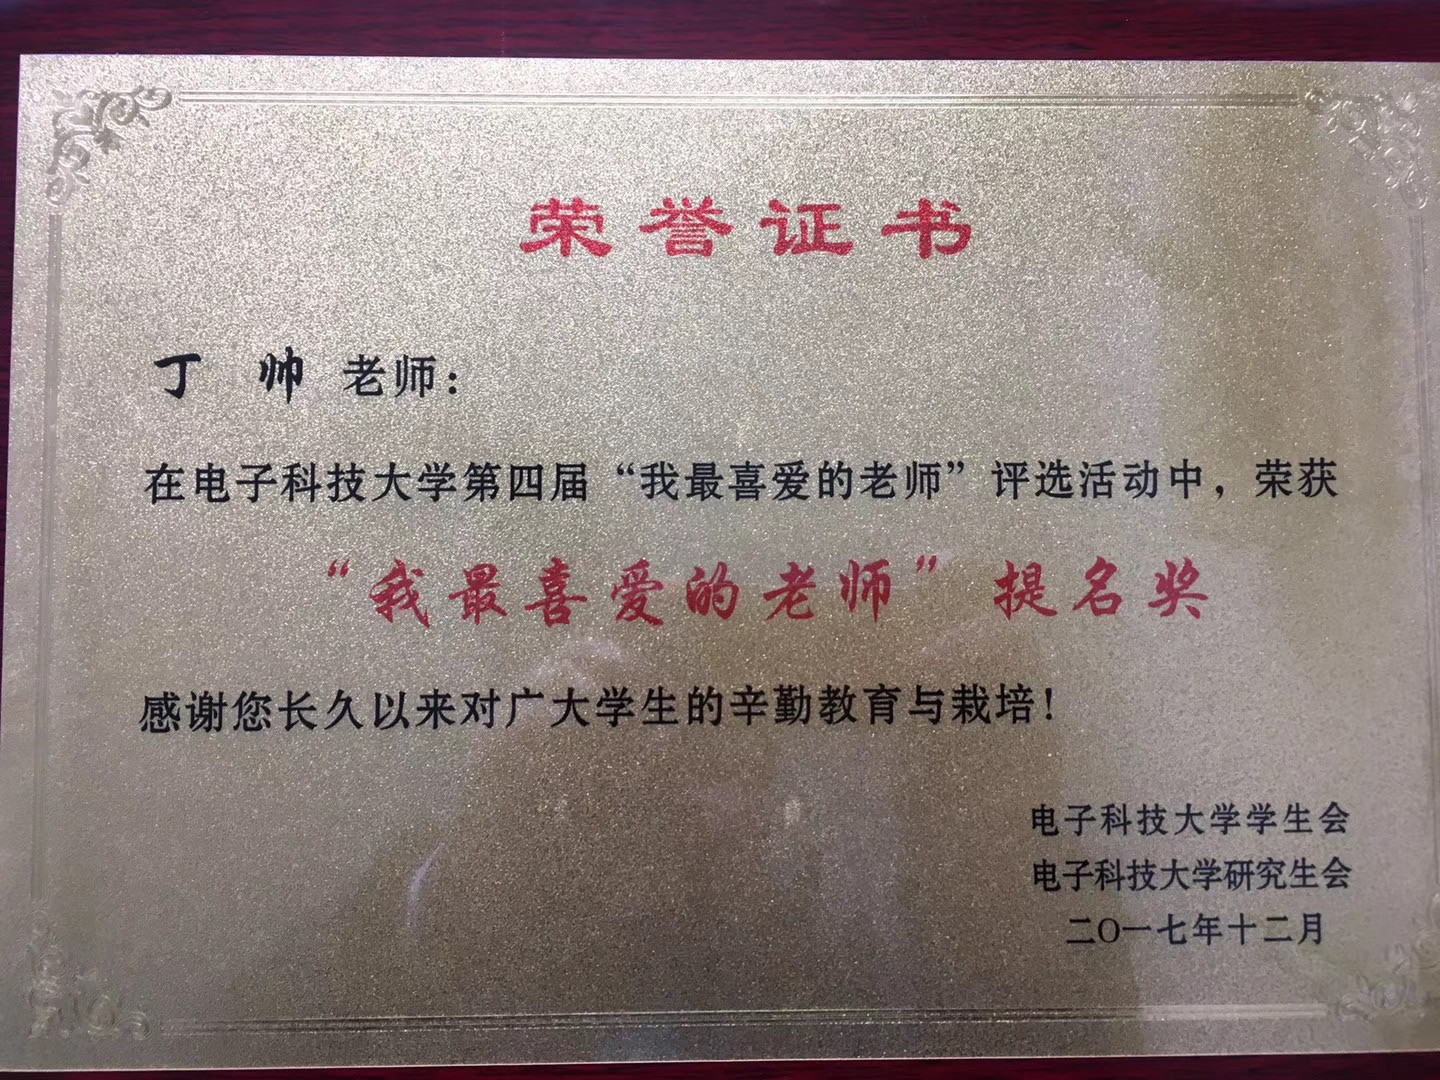 荣誉证书
丁 帅 老师：
在电子科技大学第四届“我最喜爱的老师”评选活动中，荣获
“我最喜爱的老师”提名奖
感谢您长久以来对广大学生的辛勤教育与栽培！
电子科技大学学生会
电子科技大学研究生会
二〇一七年十二月